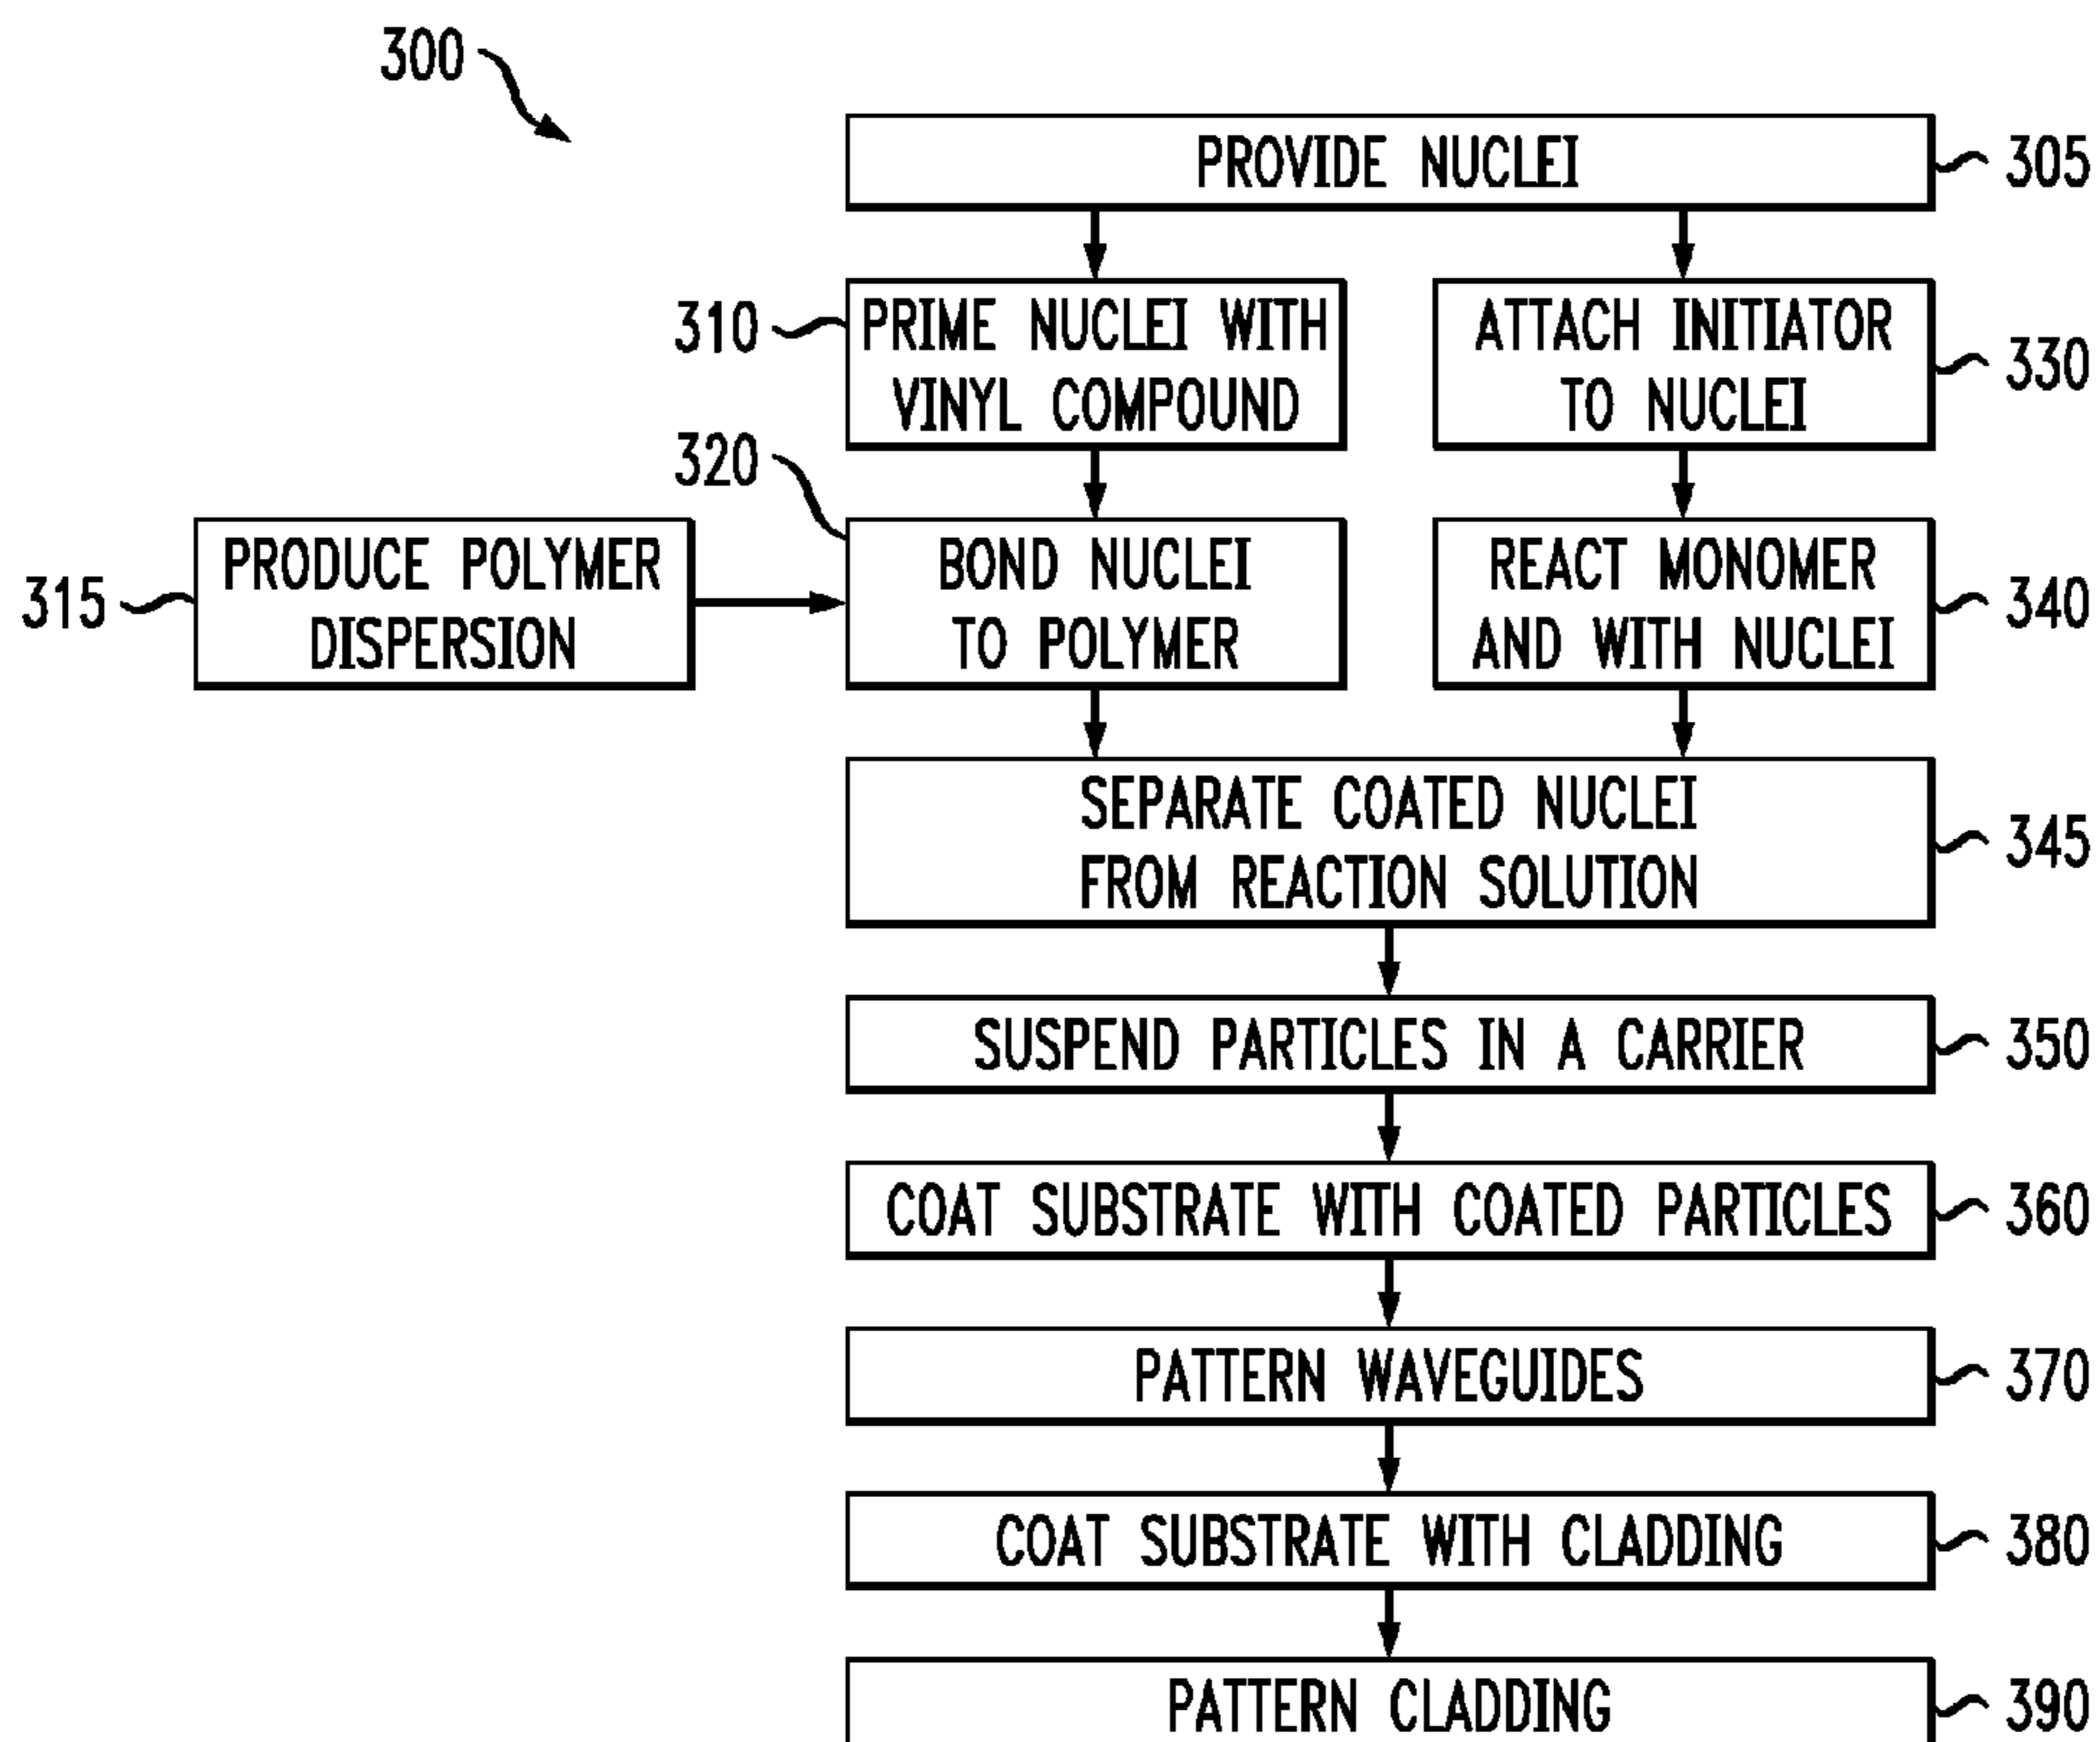 300
PROVIDE NUCLEI
305
310
PRIME NUCLEI WITH
VINYL COMPOUND
ATTACH INITIATOR
TO NUCLEI
330
315
PRODUCE POLYMER
DISPERSION
320
BOND NUCLEI
TO POLYMER
REACT MONOMER
AND WITH NUCLEI
340
SEPARATE COATED NUCLEI
FROM REACTION SOLUTION
345
SUSPEND PARTICLES IN A CARRIER
350
COAT SUBSTRATE WITH COATED PARTICLES
360
PATTERN WAVEGUIDES
370
COAT SUBSTRATE WITH CLADDING
380
PATTERN CLADDING
390